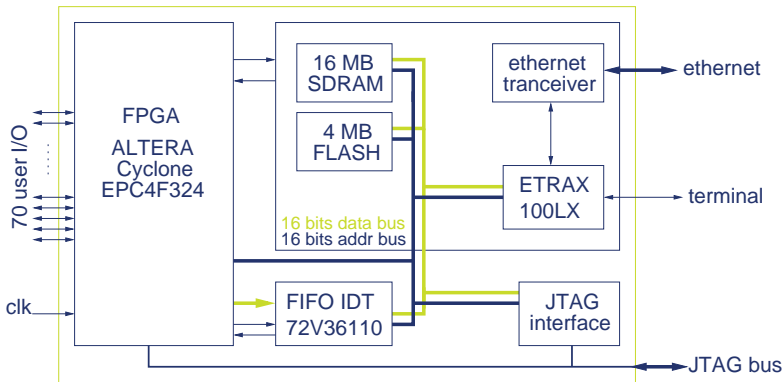 FPGA
ALTERA
Cyclone
EPC4F324
70 user I/O
clk
16 MB
SDRAM
4 MB
FLASH
ethernet
tranceiver
ETRAX
100LX
16 bits data bus
16 bits addr bus
FIFO IDT
72V36110
JTAG
interface
ethernet
terminal
JTAG bus